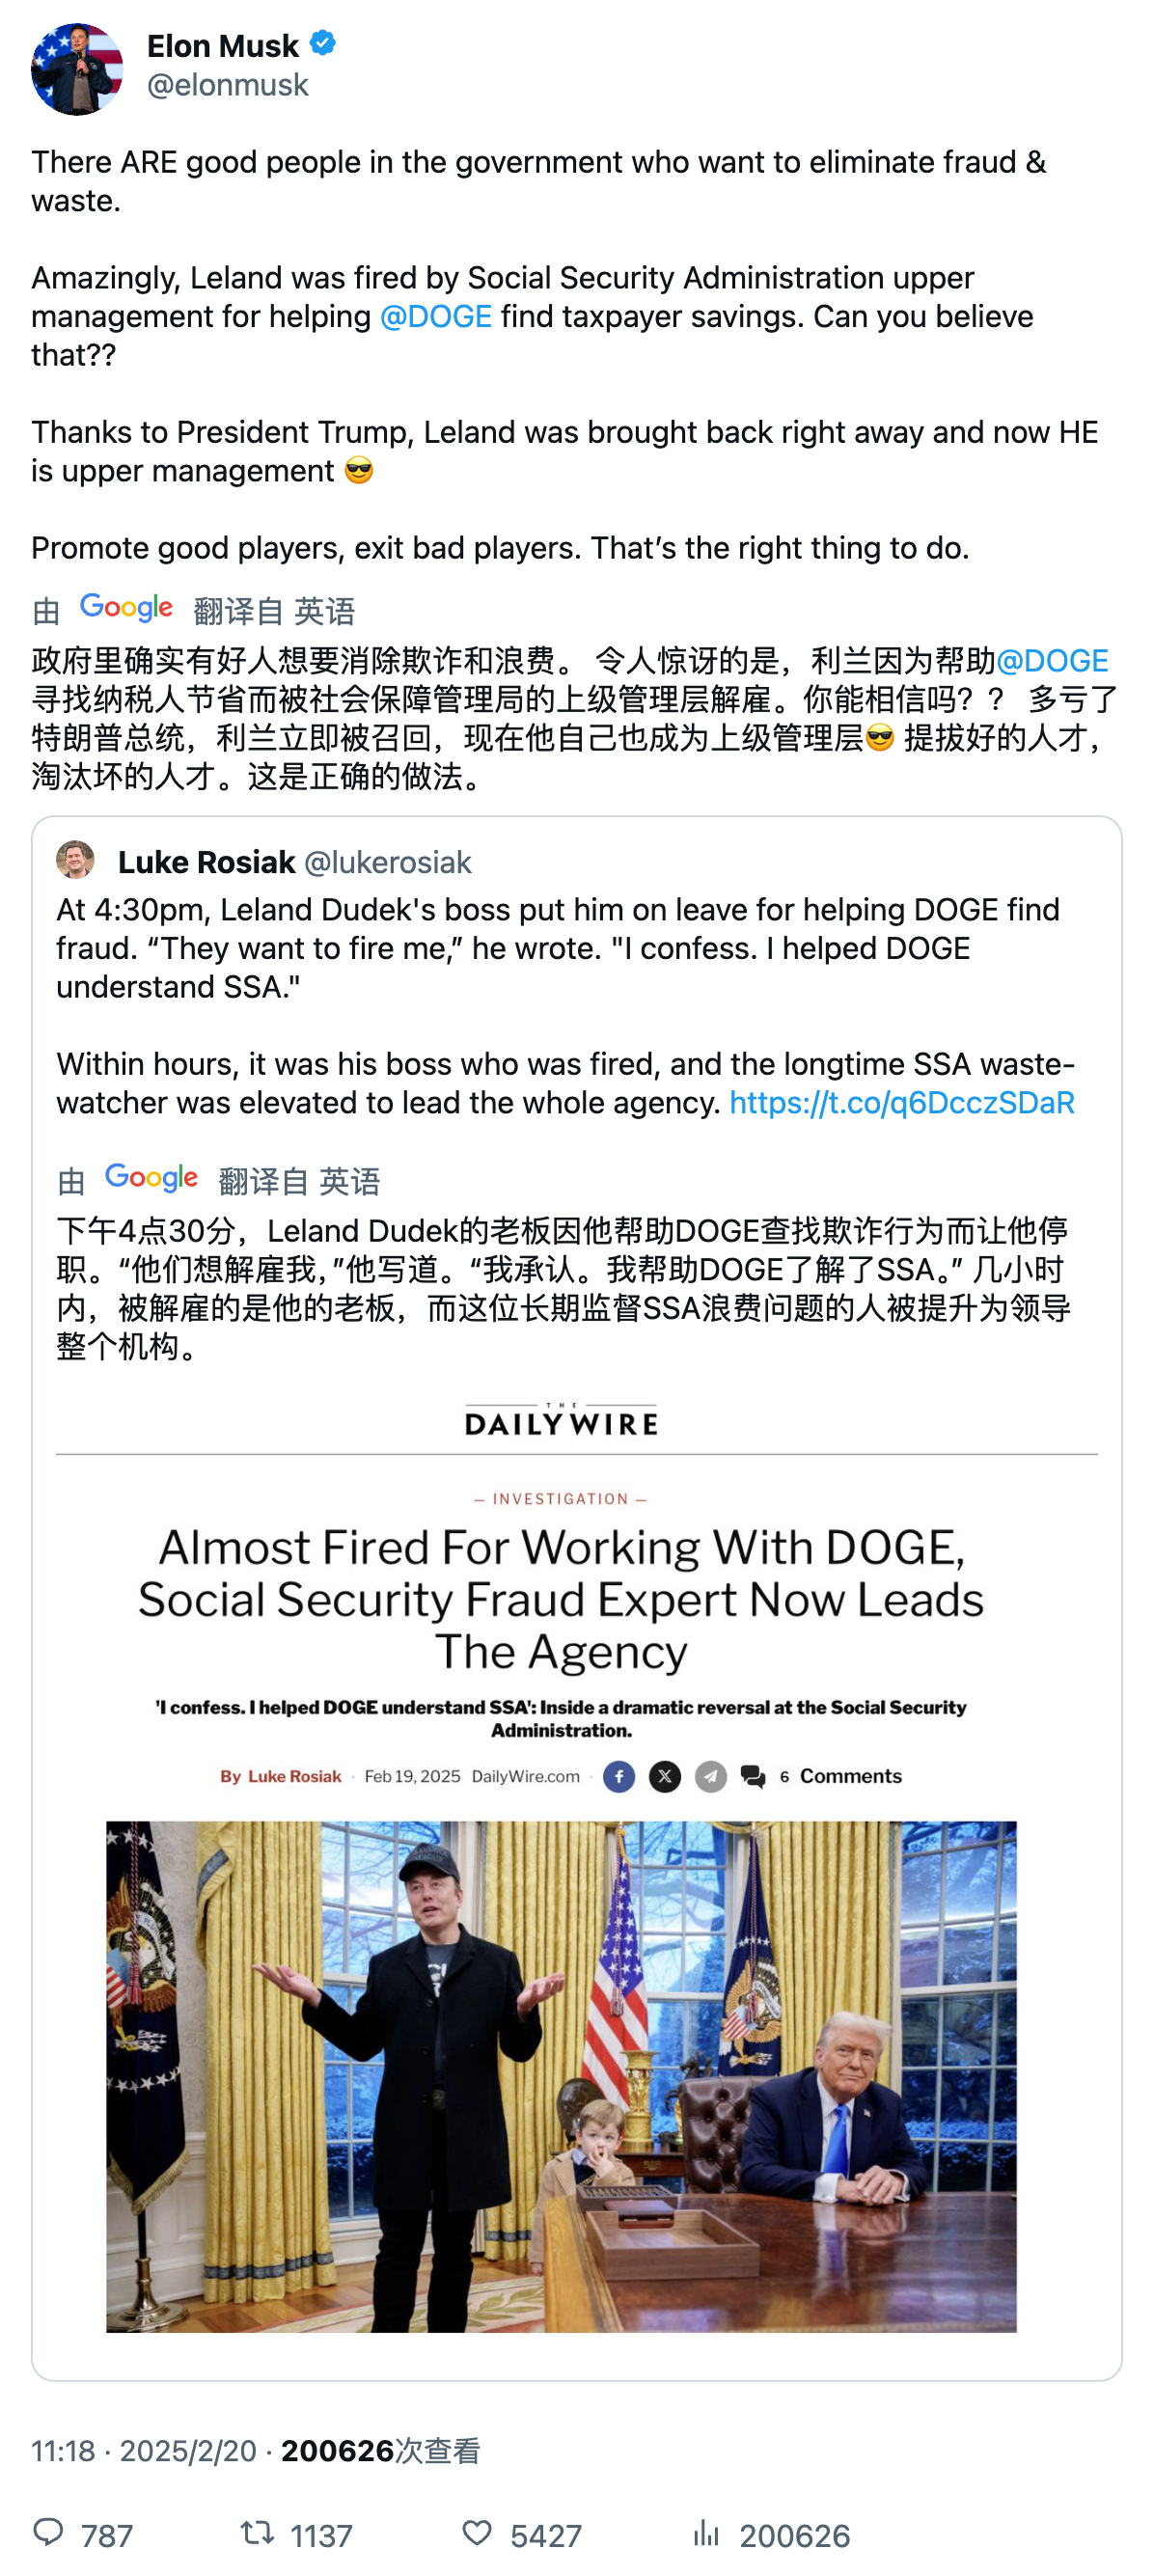 Elon Musk
@elonmusk
There ARE good people in the government who want to eliminate fraud &
waste.
Amazingly, Leland was fired by Social Security Administration upper
management for helping @DOGE find taxpayer savings. Can you believe
that??
Thanks to President Trump, Leland was brought back right away and now HE
is upper management 😎
Promote good players, exit bad players. That’s the right thing to do.
由 Google 翻译自 英语
政府里确实有好人想要消除欺诈和浪费。 令人惊讶的是，利兰因为帮助@DOGE
寻找纳税人节省而被社会保障管理局的上级管理层解雇。你能相信吗？？ 多亏了
特朗普总统，利兰立即被召回，现在他自己也成为上级管理层😎 提拔好的人才，
淘汰坏的人才。这是正确的做法。
Luke Rosiak @lukerosiak
At 4:30pm, Leland Dudek's boss put him on leave for helping DOGE find
fraud. “They want to fire me,” he wrote. "I confess. I helped DOGE
understand SSA."
Within hours, it was his boss who was fired, and the longtime SSA waste-
watcher was elevated to lead the whole agency. https://t.co/q6DcczSDaR
由 Google 翻译自 英语
下午4点30分，Leland Dudek的老板因他帮助DOGE查找欺诈行为而让他停
职。“他们想解雇我，”他写道。“我承认。我帮助DOGE了解了SSA。” 几小时
内，被解雇的是他的老板，而这位长期监督SSA浪费问题的人被提升为领导
整个机构。
THE
DAILY WIRE
— INVESTIGATION —
Almost Fired For Working With DOGE,
Social Security Fraud Expert Now Leads
The Agency
'I confess. I helped DOGE understand SSA': Inside a dramatic reversal at the Social Security
Administration.
By Luke Rosiak · Feb 19, 2025 DailyWire.com · 6 Comments
11:18 · 2025/2/20 · 200626次查看
787 1137 5427 200626